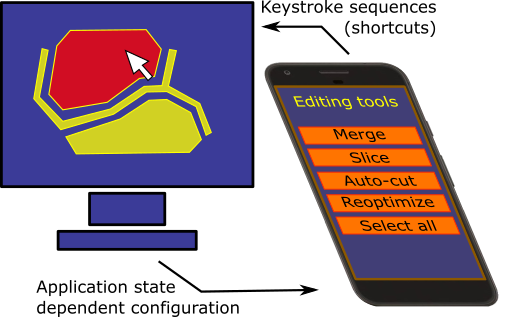 Keystroke sequences
(shortcuts)
Editing tools
Merge
Slice
Auto-cut
Reoptimize
Select all
Application state
dependent configuration